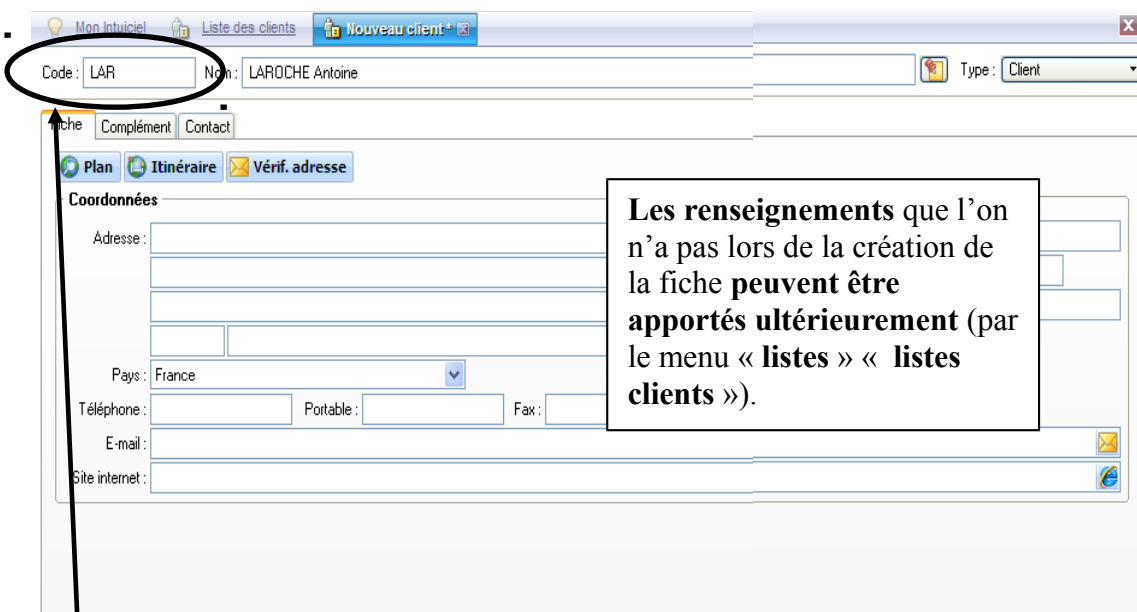 Mon Intuiciel Liste des clients Nouveau client *
Code : LAR Nom : LAROCHE Antoine Type : Client
Fiche Complément Contact
Plan Itinéraire Vérif. adresse
Coordonnées
Adresse :
Les renseignements que l’on
n’a pas lors de la création de
la fiche peuvent être
apportés ultérieurement (par
le menu « listes » « listes
clients »).
Pays : France
Téléphone : Portable : Fax :
E-mail :
Site internet :